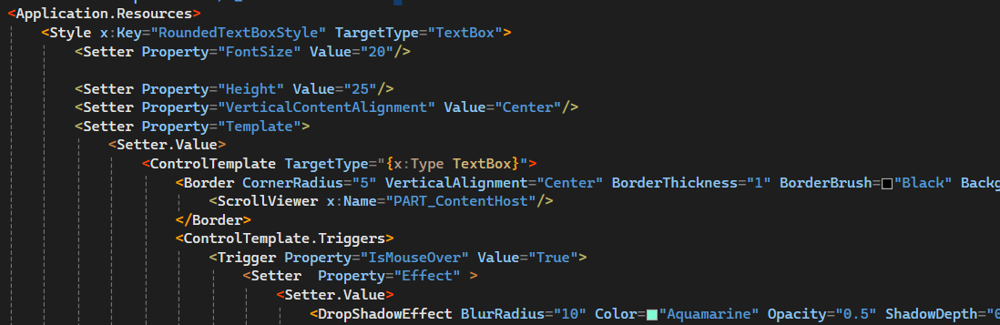 <Application.Resources>
<Style x:Key="RoundedTextBoxStyle" TargetType="TextBox">
<Setter Property="FontSize" Value="20"/>
<Setter Property="Height" Value="25"/>
<Setter Property="VerticalContentAlignment" Value="Center"/>
<Setter Property="Template">
<Setter.Value>
<ControlTemplate TargetType="{x:Type TextBox}">
<Border CornerRadius="5" VerticalAlignment="Center" BorderThickness="1" BorderBrush="Black" Backg
<ScrollViewer x:Name="PART_ContentHost"/>
</Border>
<ControlTemplate.Triggers>
<Trigger Property="IsMouseOver" Value="True">
<Setter  Property="Effect" >
<Setter.Value>
<DropShadowEffect BlurRadius="10" Color="Aquamarine" Opacity="0.5" ShadowDepth="0